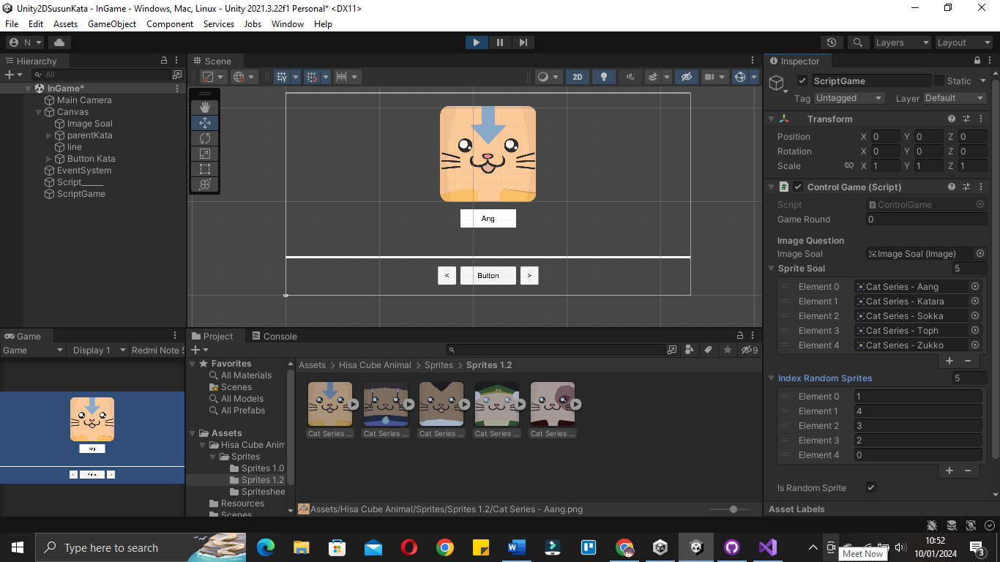 Unity2DSusunKata - InGame - Windows, Mac, Linux - Unity 2021.3.22f1 Personal* <DX11>
File Edit Assets GameObject Component Services Jobs Window Help
N
Layers
Layout
Hierarchy
All
InGame*
Main Camera
Canvas
Image Soal
parentKata
line
Button Kata
EventSystem
Script_____
ScriptGame
Scene
2D
Ang
<
Button
>
Inspector
ScriptGame
Static
Tag Untagged Layer Default
Transform
Position X 0 Y 0 Z 0
Rotation X 0 Y 0 Z 0
Scale X 1 Y 1 Z 1
Control Game (Script)
Script ControlGame
Game Round 0
Image Question
Image Soal Image Soal (Image)
Sprite Soal 5
Element 0 Cat Series - Aang
Element 1 Cat Series - Katara
Element 2 Cat Series - Sokka
Element 3 Cat Series - Toph
Element 4 Cat Series - Zukko
+ −
Index Random Sprites 5
Element 0 1
Element 1 4
Element 2 3
Element 3 2
Element 4 0
+ −
Is Random Sprite
Asset Labels
Game
Game Display 1 Redmi Note 5
Ang
Project Console
9
Favorites
All Materials
Scenes
All Models
All Prefabs
Assets
Hisa Cube Anim
Sprites
Sprites 1.0
Sprites 1.2
Spriteshee
Resources
Scenes
Assets > Hisa Cube Animal > Sprites > Sprites 1.2
Cat Series ... Cat Series ... Cat Series ... Cat Series ... Cat Series ...
Assets/Hisa Cube Animal/Sprites/Sprites 1.2/Cat Series - Aang.png
Type here to search
Meet Now
10:52
10/01/2024
3